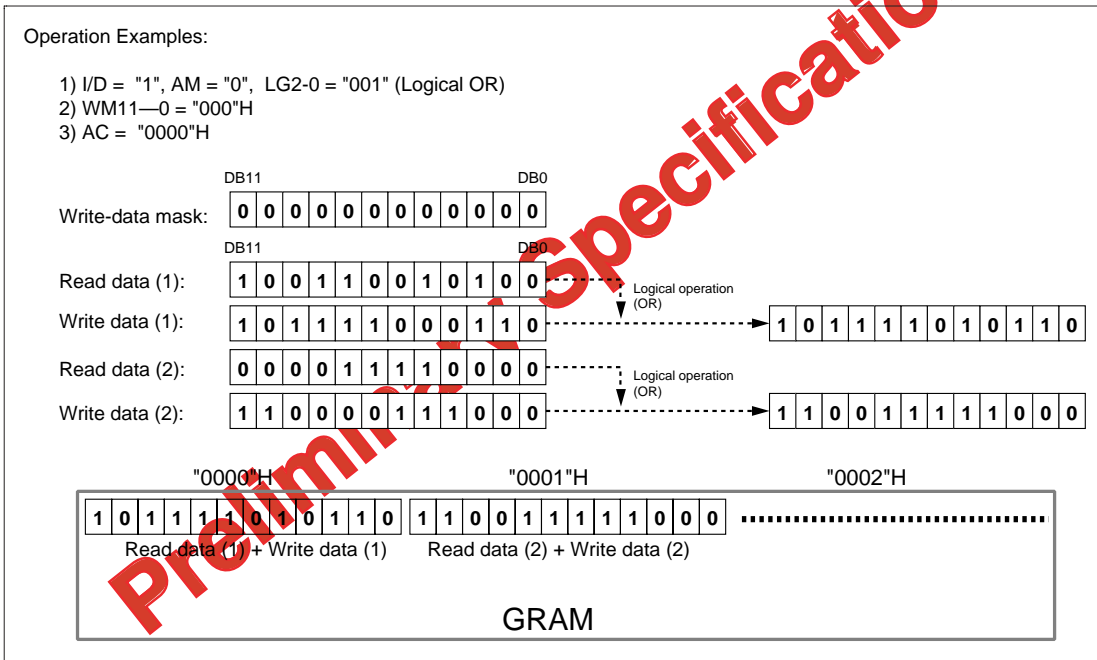 Operation Examples:
1) I/D = "1", AM = "0", LG2-0 = "001" (Logical OR)
2) WM11—0 = "000"H
3) AC = "0000"H
DB11 DB0
Write-data mask: 0 0 0 0 0 0 0 0 0 0 0 0
DB11 DB0
Read data (1): 1 0 0 1 1 0 0 1 0 1 0 0
Logical operation
(OR)
Write data (1): 1 0 1 1 1 1 0 0 0 1 1 0 1 0 1 1 1 1 0 1 0 1 1 0
Read data (2): 0 0 0 0 1 1 1 1 0 0 0 0
Logical operation
(OR)
Write data (2): 1 1 0 0 0 0 1 1 1 0 0 0 1 1 0 0 1 1 1 1 1 0 0 0
"0000"H "0001"H "0002"H
1 0 1 1 1 1 0 1 0 1 1 0 1 1 0 0 1 1 1 1 1 0 0 0
Read data (1) + Write data (1) Read data (2) + Write data (2)
GRAM
Preliminary Specificatio